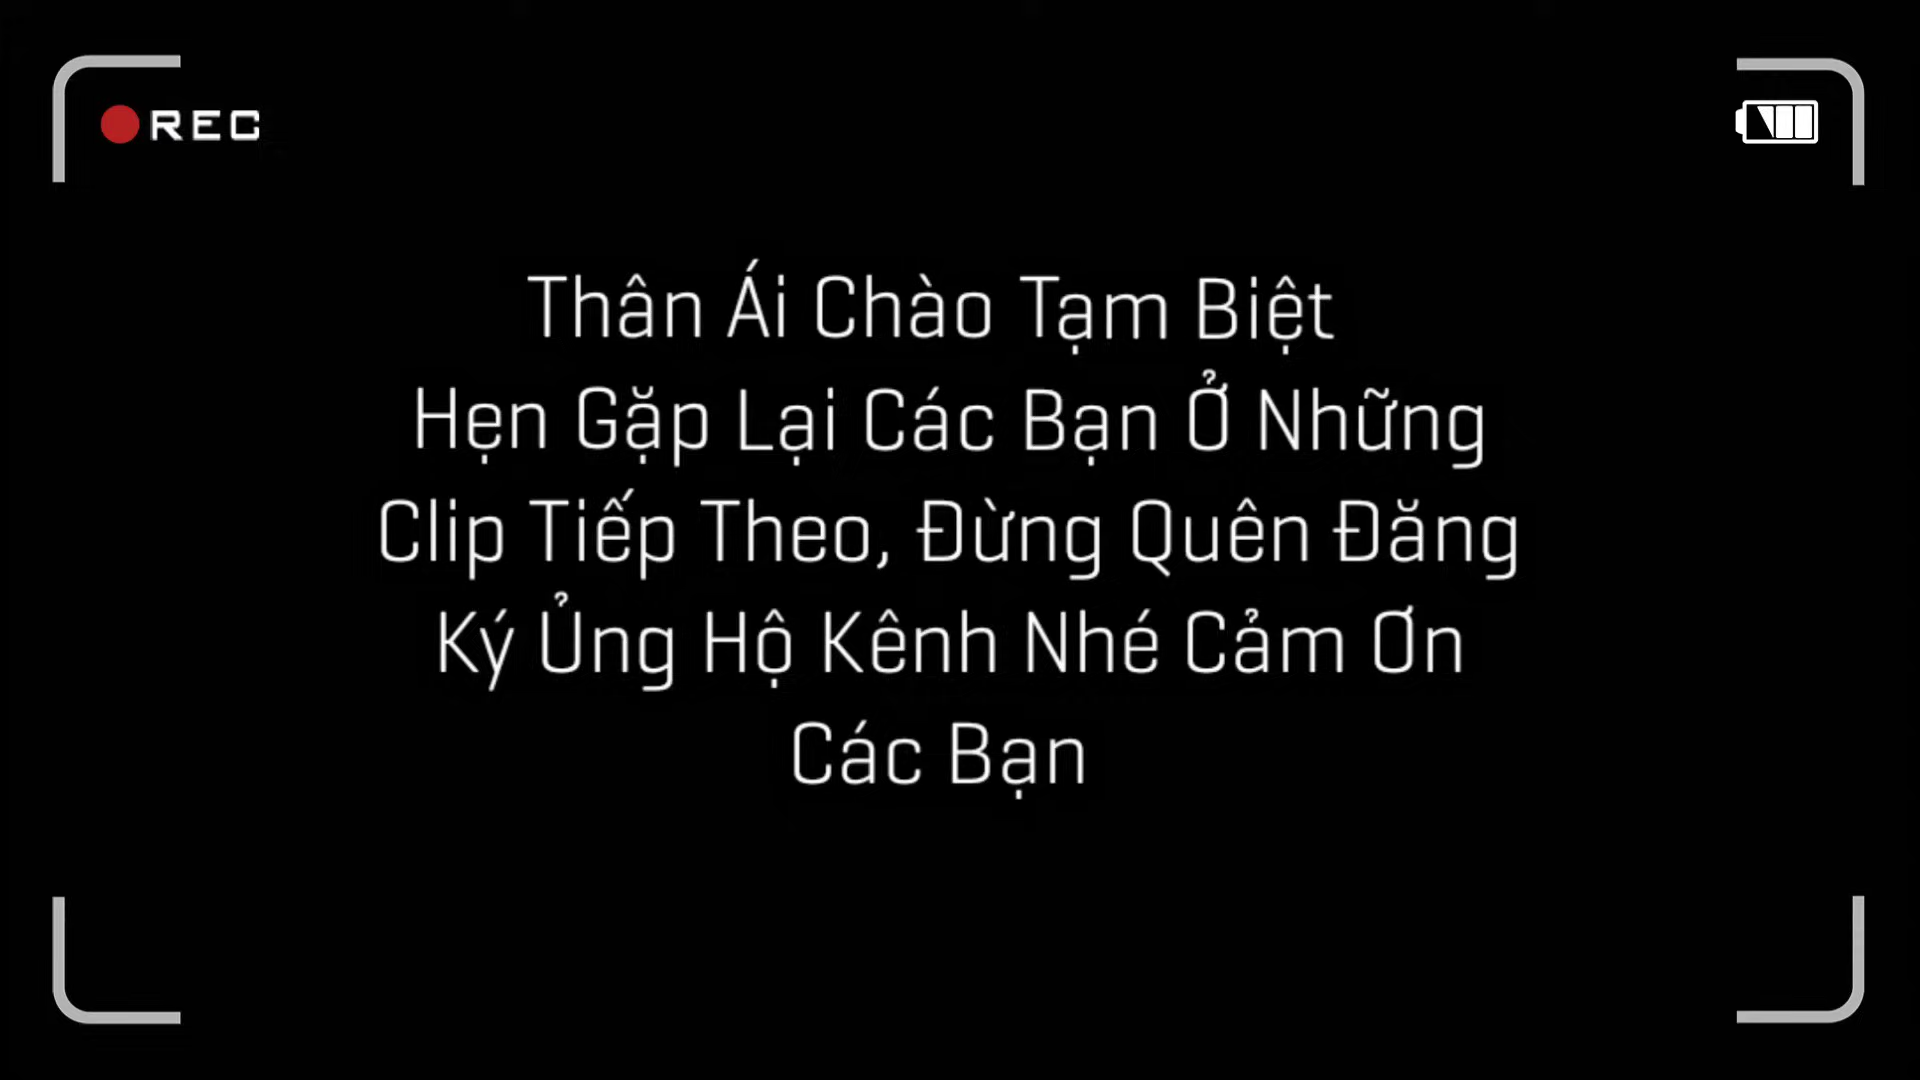 REC
Thân Ái Chào Tạm Biệt
Hẹn Gặp Lại Các Bạn Ở Những
Clip Tiếp Theo, Đừng Quên Đăng
Ký Ủng Hộ Kênh Nhé Cảm Ơn
Các Bạn